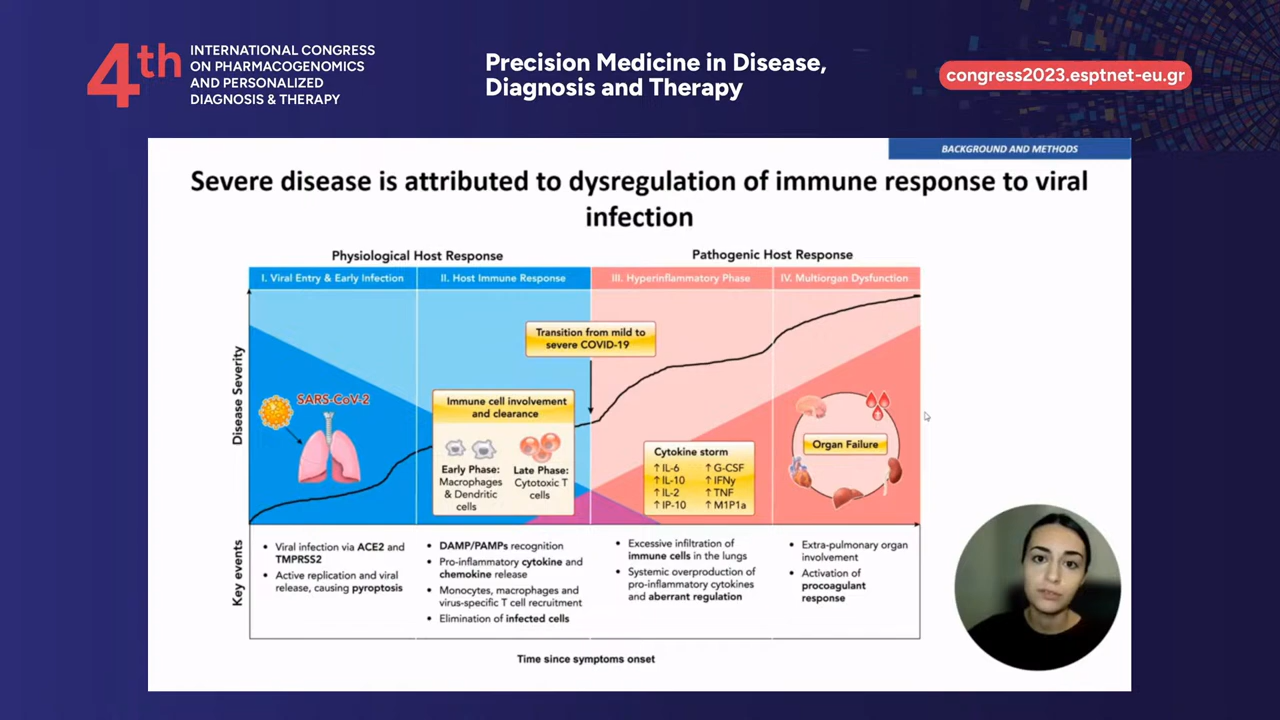 4th
INTERNATIONAL CONGRESS
ON PHARMACOGENOMICS
AND PERSONALIZED
DIAGNOSIS & THERAPY
Precision Medicine in Disease,
Diagnosis and Therapy
congress2023.esptnet-eu.gr
BACKGROUND AND METHODS
Severe disease is attributed to dysregulation of immune response to viral
infection
Physiological Host Response
Pathogenic Host Response
I. Viral Entry & Early Infection
II. Host Immune Response
III. Hyperinflammatory Phase
IV. Multiorgan Dysfunction
Disease Severity
SARS-CoV-2
Immune cell involvement
and clearance
Early Phase:
Macrophages
& Dendritic
cells
Late Phase:
Cytotoxic T
cells
Transition from mild to
severe COVID-19
Cytokine storm
↑ IL-6
↑ IL-10
↑ IL-2
↑ IP-10
↑ G-CSF
↑ IFNy
↑ TNF
↑ M1P1a
Organ Failure
Key events
• Viral infection via ACE2 and
TMPRSS2
• Active replication and viral
release, causing pyroptosis
• DAMP/PAMPs recognition
• Pro-inflammatory cytokine and
chemokine release
• Monocytes, macrophages and
virus-specific T cell recruitment
• Elimination of infected cells
• Excessive infiltration of
immune cells in the lungs
• Systemic overproduction of
pro-inflammatory cytokines
and aberrant regulation
• Extra-pulmonary organ
involvement
• Activation of
procoagulant
response
Time since symptoms onset